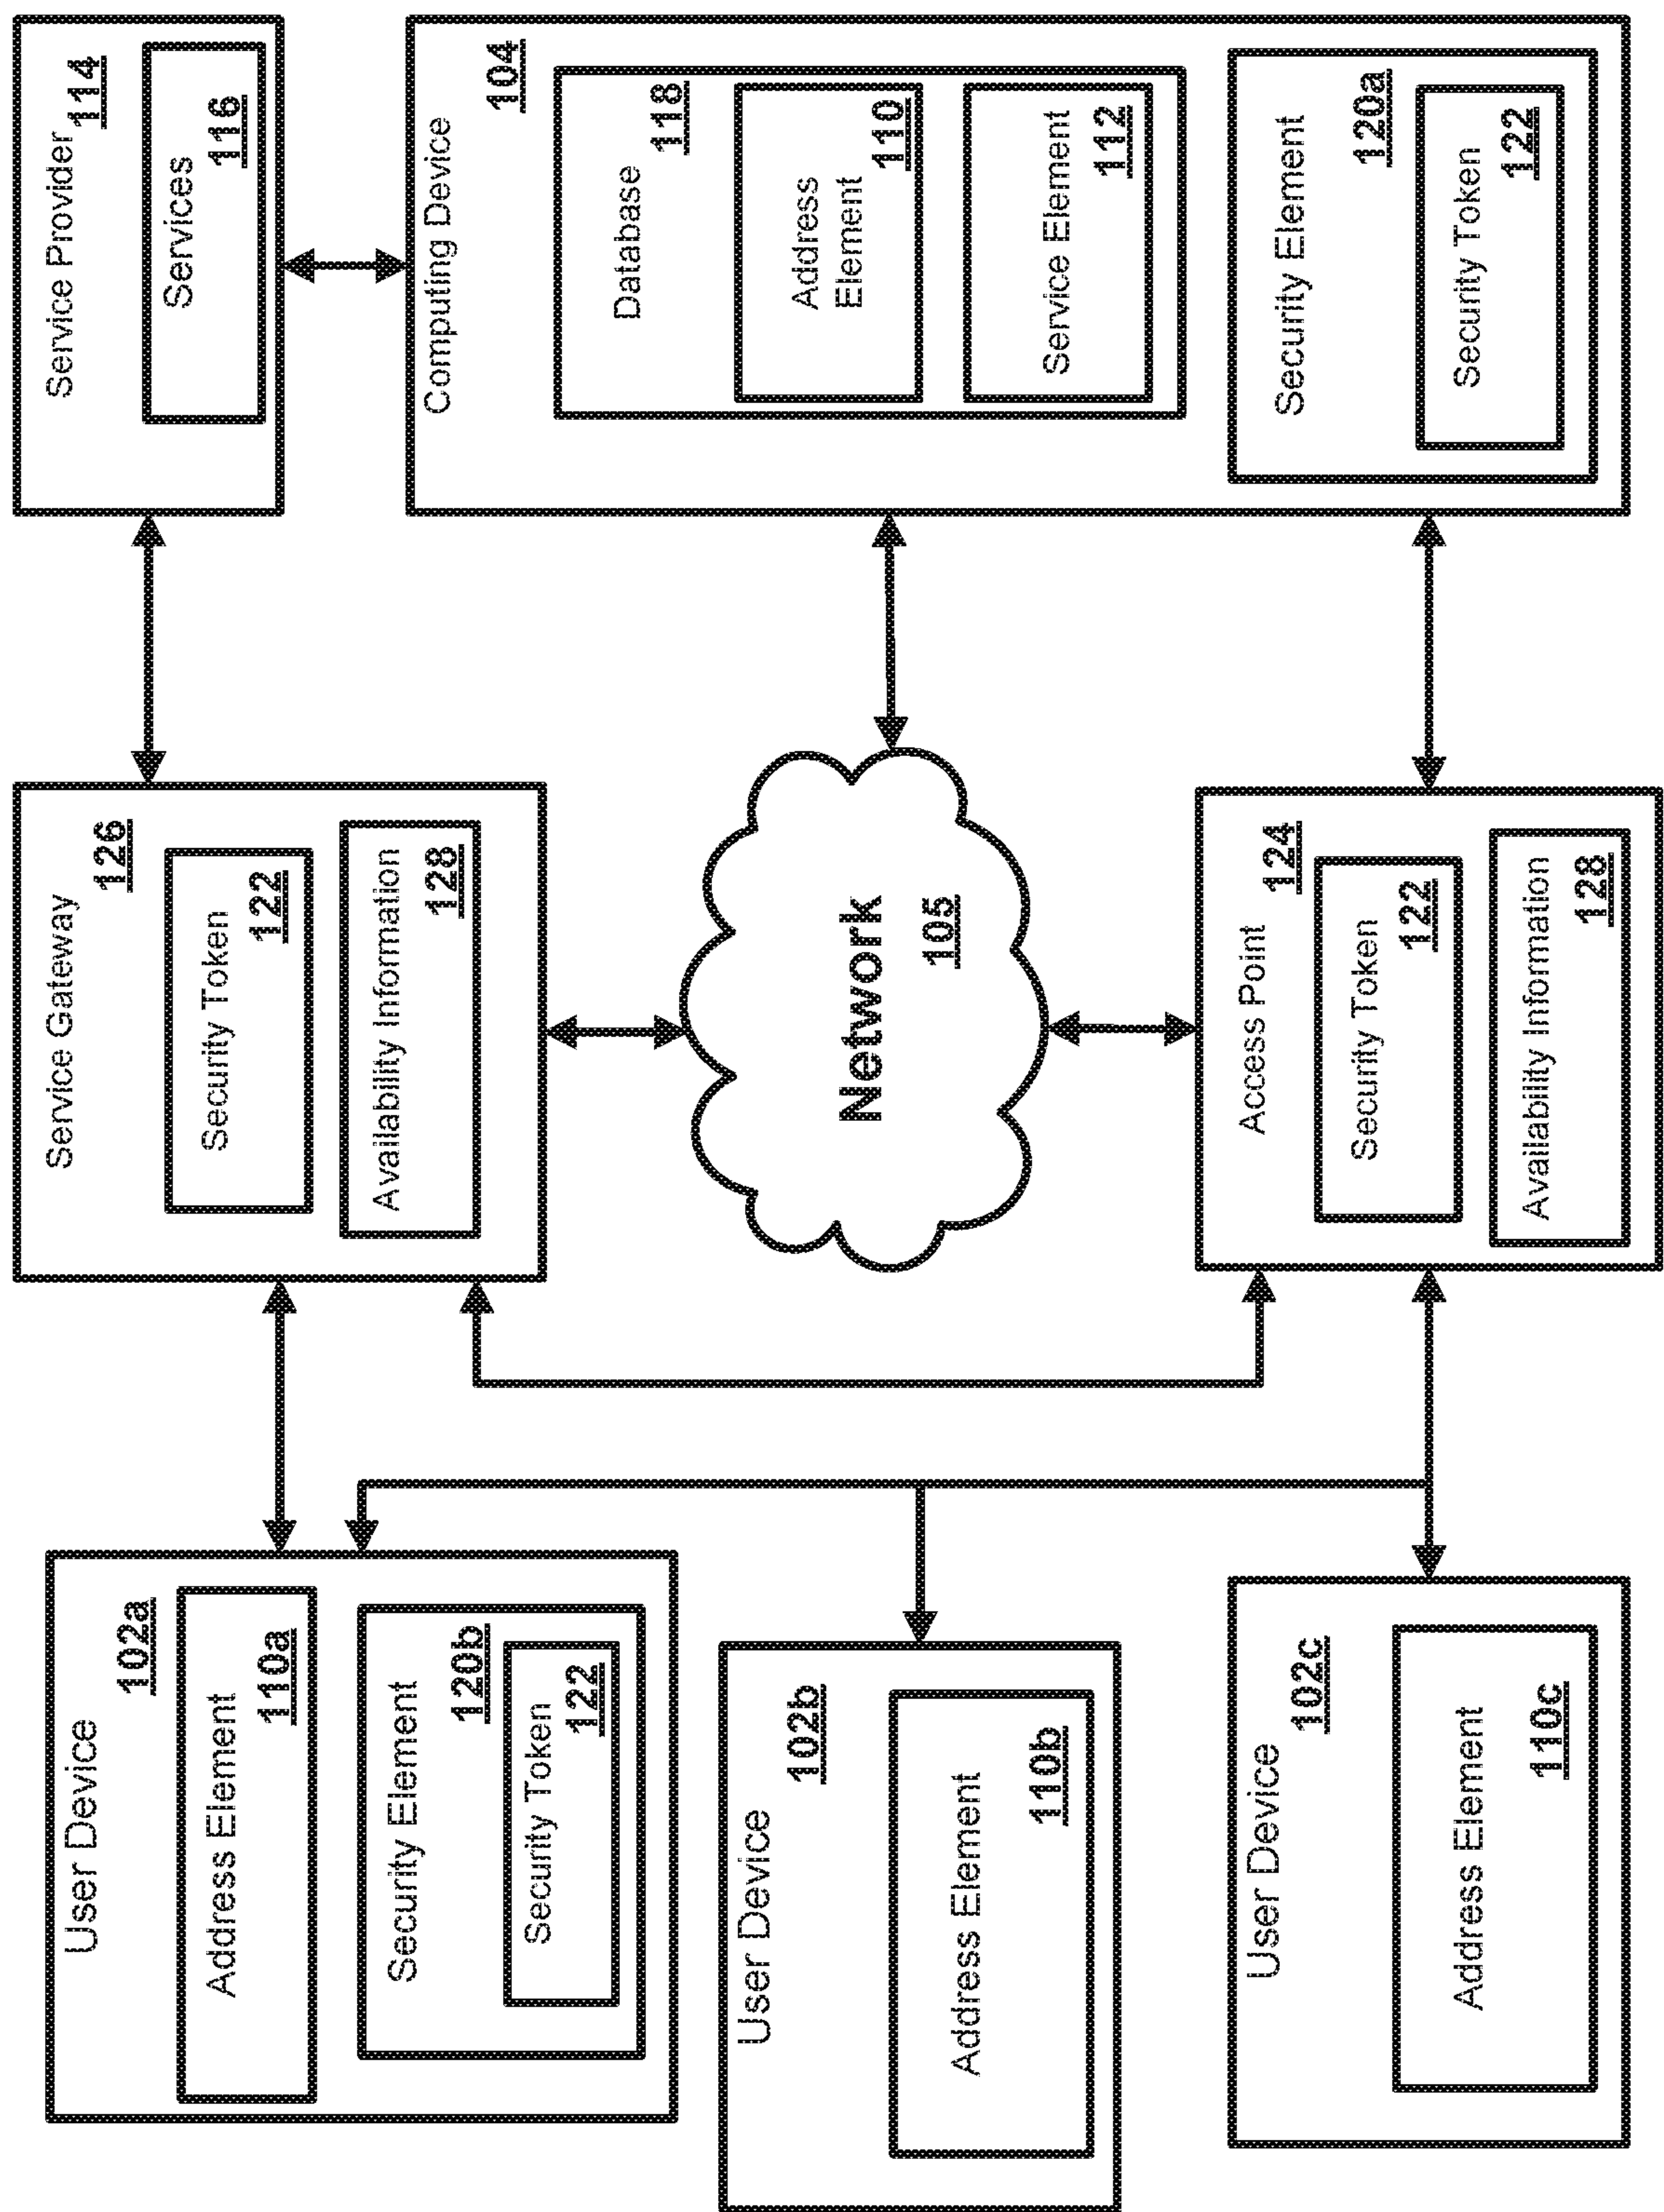 User Device
102a
Address Element
110a
Security Element
120b
Security Token
122
User Device
102b
Address Element
110b
User Device
102c
Address Element
110c
Service Gateway
126
Security Token
122
Availability Information
128
Network
105
Access Point
124
Security Token
122
Availability Information
128
Service Provider
114
Services
116
Computing Device
104
Database
118
Address
Element
110
Service Element
112
Security Element
120a
Security Token
122